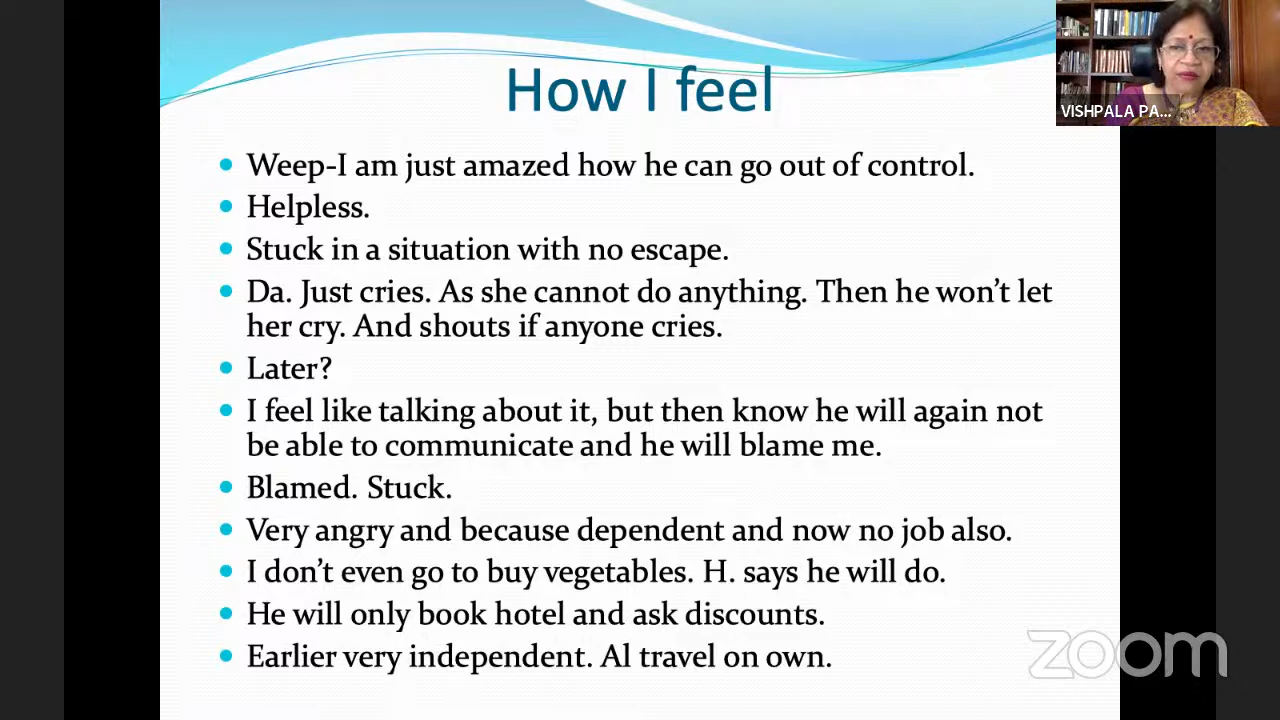 How I feel
VISHPALA PA...
Weep-I am just amazed how he can go out of control.
Helpless.
Stuck in a situation with no escape.
Da. Just cries. As she cannot do anything. Then he won't let
her cry. And shouts if anyone cries.
Later?
I feel like talking about it, but then know he will again not
be able to communicate and he will blame me.
Blamed. Stuck.
Very angry and because dependent and now no job also.
I don't even go to buy vegetables. H. says he will do.
He will only book hotel and ask discounts.
Earlier very independent. Al travel on own.
zoom